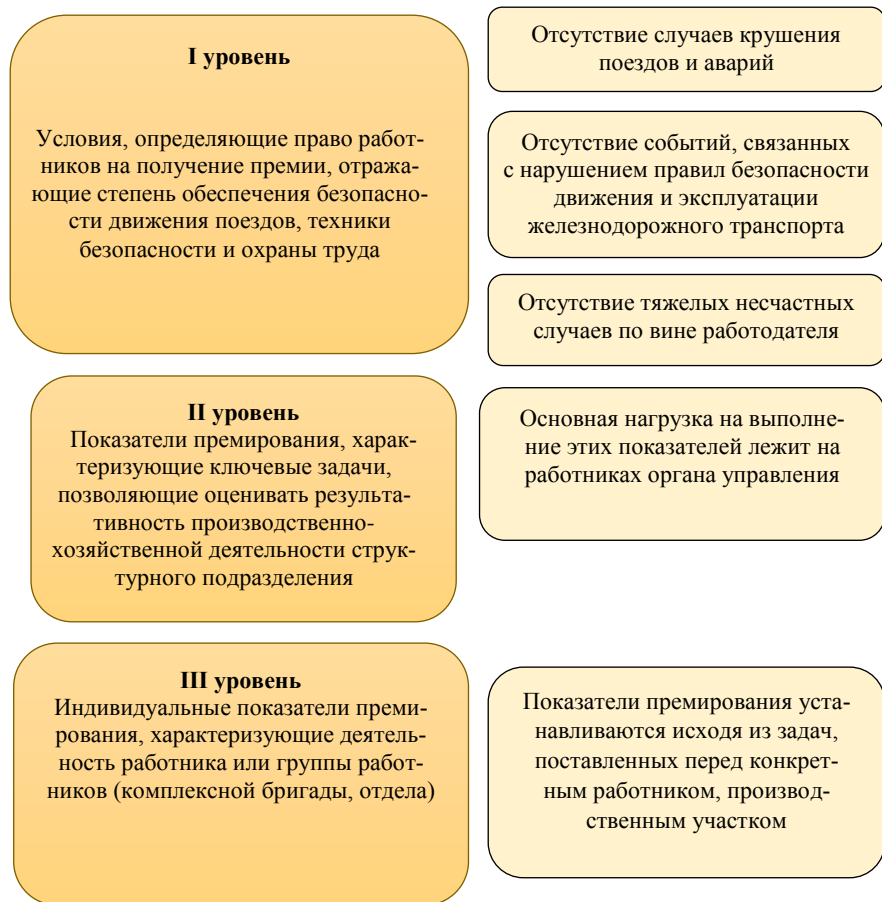 I уровень
Условия, определяющие право работ-
ников на получение премии, отража-
ющие степень обеспечения безопасно-
сти движения поездов, техники
безопасности и охраны труда
Отсутствие случаев крушения
поездов и аварий
Отсутствие событий, связанных
с нарушением правил безопасности
движения и эксплуатации
железнодорожного транспорта
Отсутствие тяжелых несчастных
случаев по вине работодателя
II уровень
Показатели премирования, харак-
теризующие ключевые задачи,
позволяющие оценивать результа-
тивность производственно-
хозяйственной деятельности струк-
турного подразделения
Основная нагрузка на выполне-
ние этих показателей лежит на
работниках органа управления
III уровень
Индивидуальные показатели преми-
рования, характеризующие деятель-
ность работника или группы работ-
ников (комплексной бригады, отдела)
Показатели премирования уста-
навливаются исходя из задач,
поставленных перед конкрет-
ным работником, производ-
ственным участком